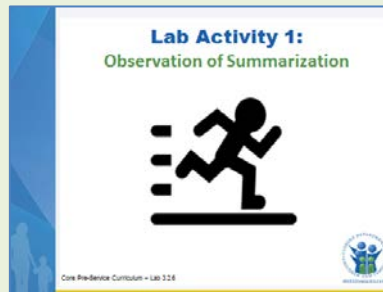 Lab Activity 1:
Observation of Summarization
Core Pre-Service Curriculum – Lab 3.2.6